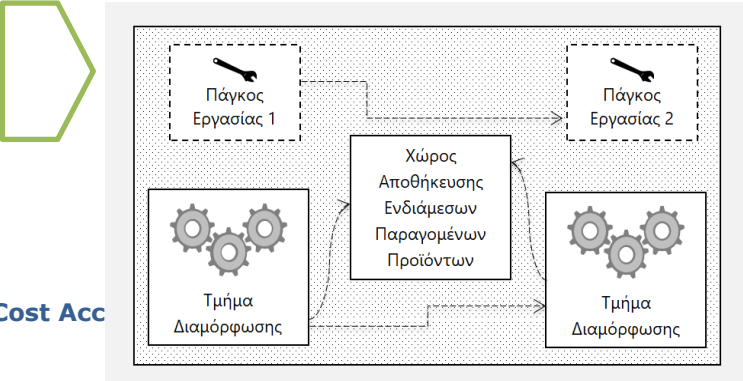 Πάγκος
Εργασίας 1
Πάγκος
Εργασίας 2
Χώρος
Αποθήκευσης
Ενδιάμεσων
Παραγομένων
Προϊόντων
Τμήμα
Διαμόρφωσης
Τμήμα
Διαμόρφωσης
Cost Acc